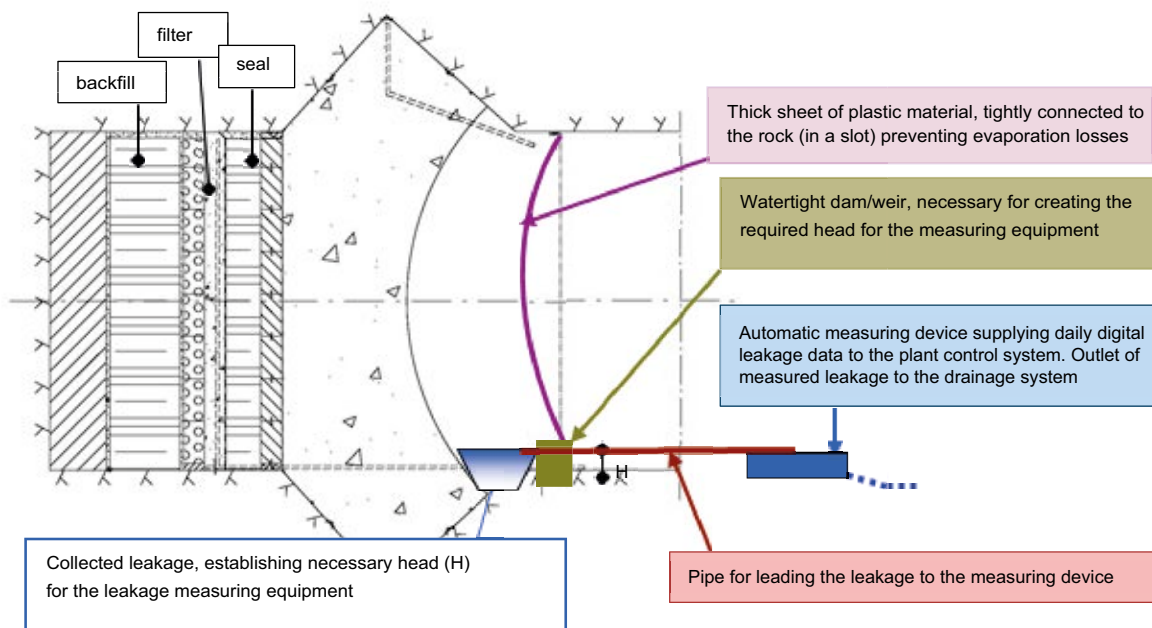 filter
seal
backfill
Thick sheet of plastic material, tightly connected to
the rock (in a slot) preventing evaporation losses
Watertight dam/weir, necessary for creating the
required head for the measuring equipment
Automatic measuring device supplying daily digital
leakage data to the plant control system. Outlet of
measured leakage to the drainage system
H
Collected leakage, establishing necessary head (H)
for the leakage measuring equipment
Pipe for leading the leakage to the measuring device